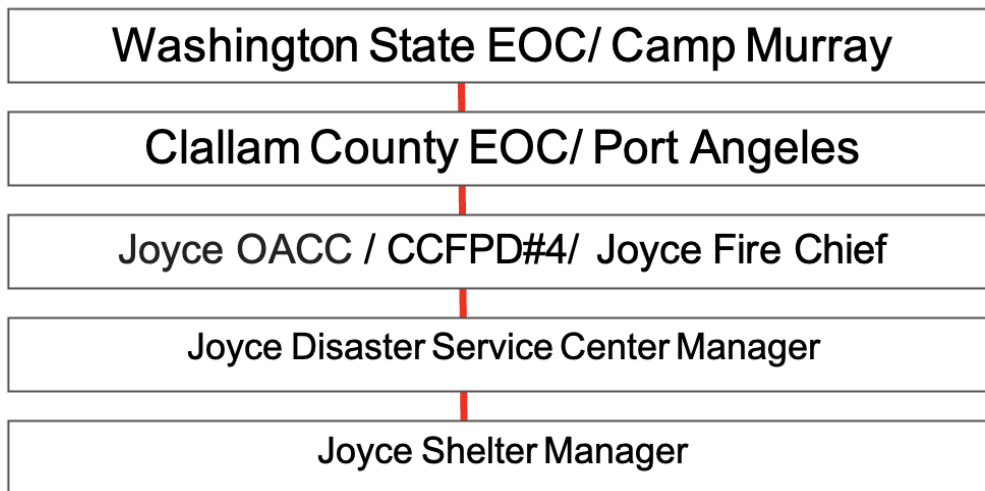 Washington State EOC/ Camp Murray
Clallam County EOC/ Port Angeles
Joyce OACC / CCFPD#4/ Joyce Fire Chief
Joyce Disaster Service Center Manager
Joyce Shelter Manager